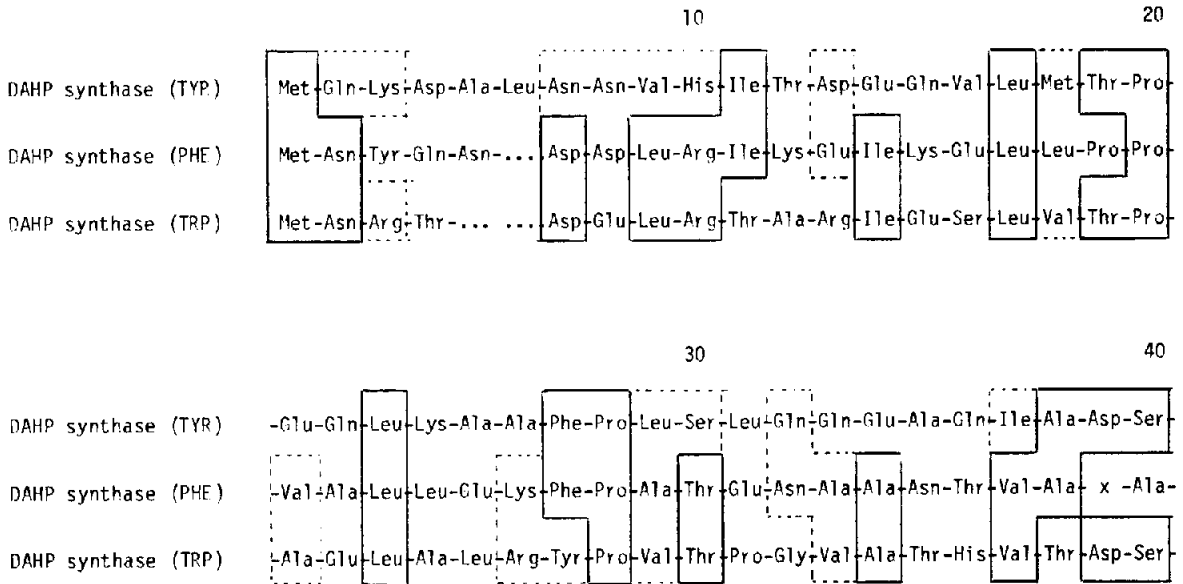 10 20
DAHP synthase (TYR) Met-Gln-Lys-Asp-Ala-Leu-Asn-Asn-Val-His-Ile-Thr-Asp-Glu-Gln-Val-Leu-Met-Thr-Pro-
DAHP synthase (PHE) Met-Asn-Tyr-Gln-Asn-...Asp-Asp-Leu-Arg-Ile-Lys-Glu-Ile-Lys-Glu-Leu-Leu-Pro-Pro-
DAHP synthase (TRP) Met-Asn-Arg-Thr-... ...Asp-Glu-Leu-Arg-Thr-Ala-Arg-Ile-Glu-Ser-Leu-Val-Thr-Pro-
30 40
DAHP synthase (TYR) -Glu-Gln-Leu-Lys-Ala-Ala-Phe-Pro-Leu-Ser-Leu-Gln-Gln-Glu-Ala-Gln-Ile-Ala-Asp-Ser-
DAHP synthase (PHE) -Val-Ala-Leu-Leu-Glu-Lys-Phe-Pro-Ala-Thr-Glu-Asn-Ala-Ala-Asn-Thr-Val-Ala- x -Ala-
DAHP synthase (TRP) -Ala-Glu-Leu-Ala-Leu-Arg-Tyr-Pro-Val-Thr-Pro-Gly-Val-Ala-Thr-His-Val-Thr-Asp-Ser-